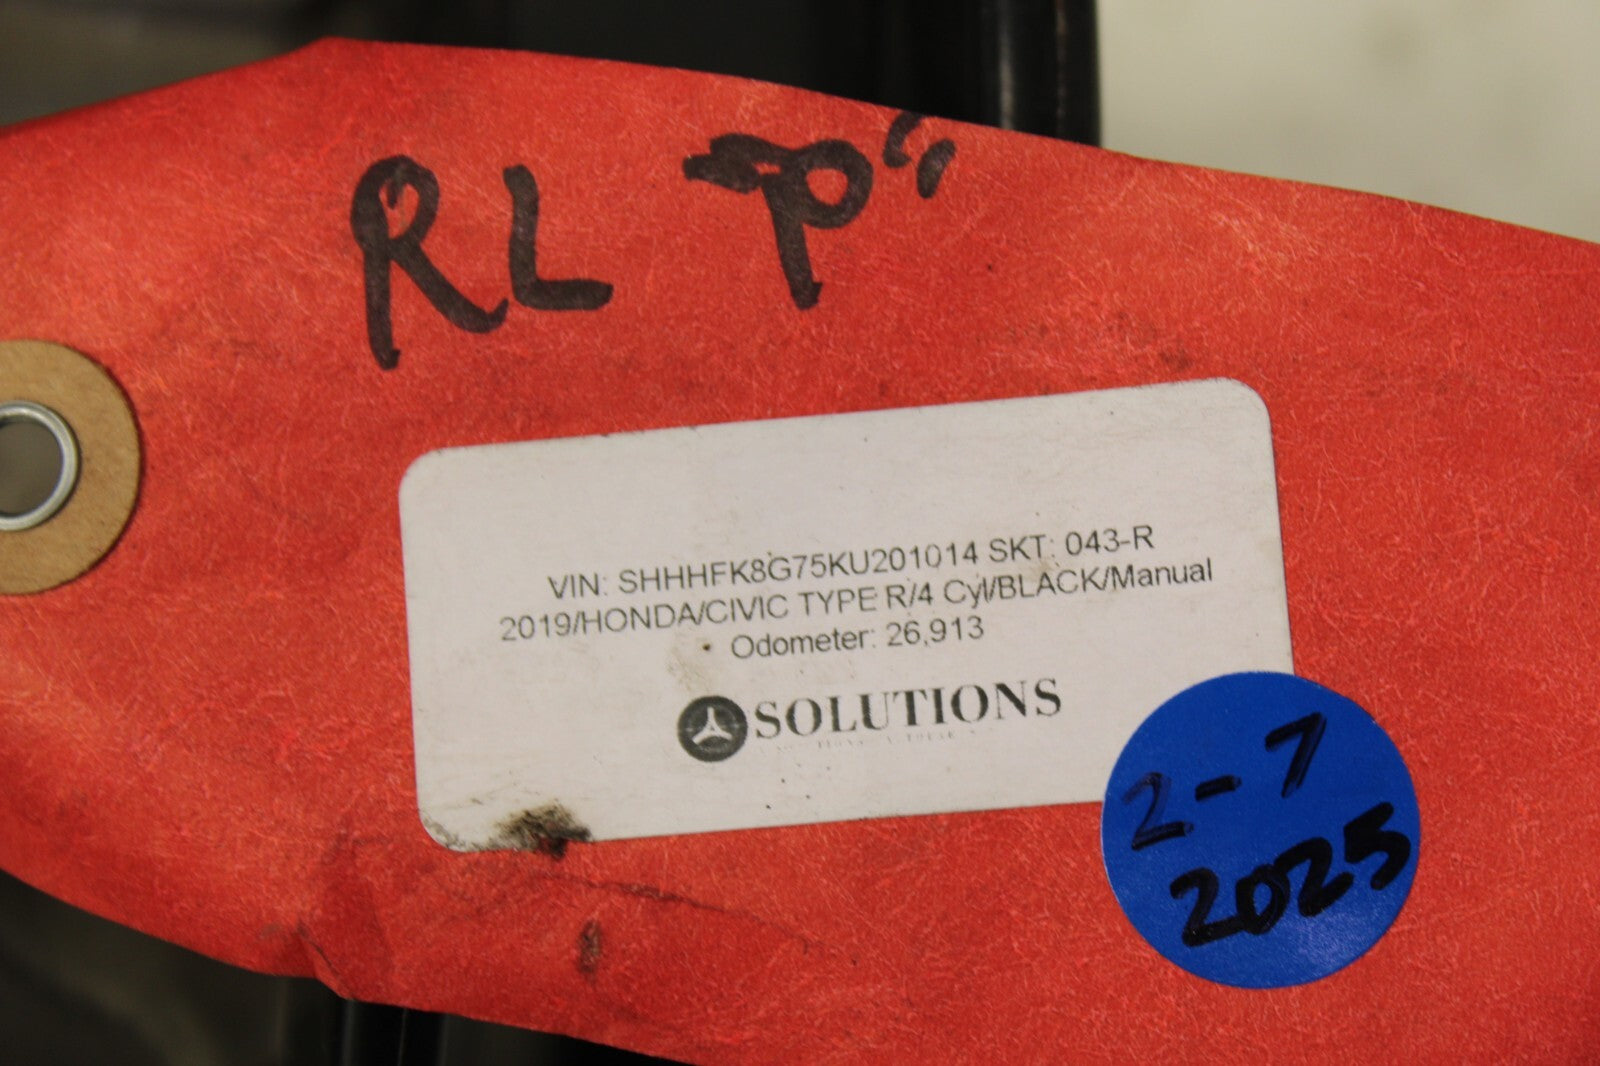 RL "P"
VIN: SHHHFK8G75KU201014 SKT: 043-R
2019/HONDA/CIVIC TYPE R/4 Cyl/BLACK/Manual
Odometer: 26,913
SOLUTIONS
2-7
2025